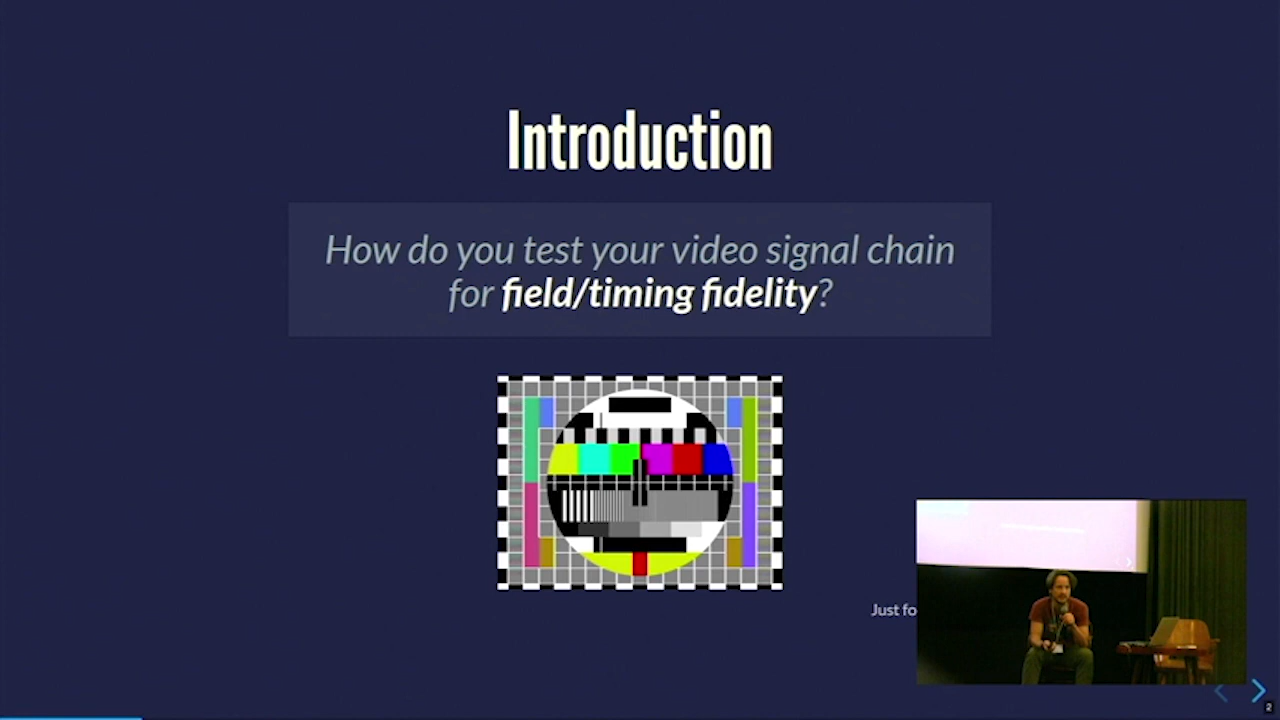 Introduction
How do you test your video signal chain
for field/timing fidelity?
Just fo
2